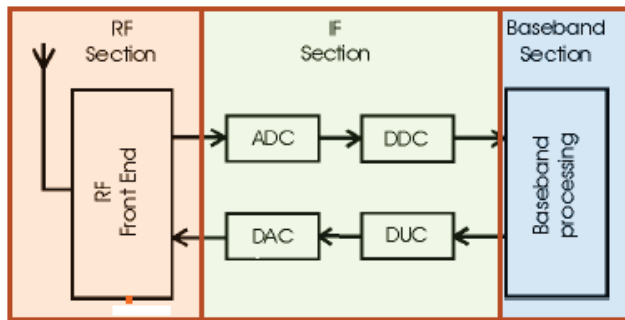 RF
Section
IF
Section
Baseband
Section
RF
Front End
ADC
DDC
DAC
DUC
Baseband
processing